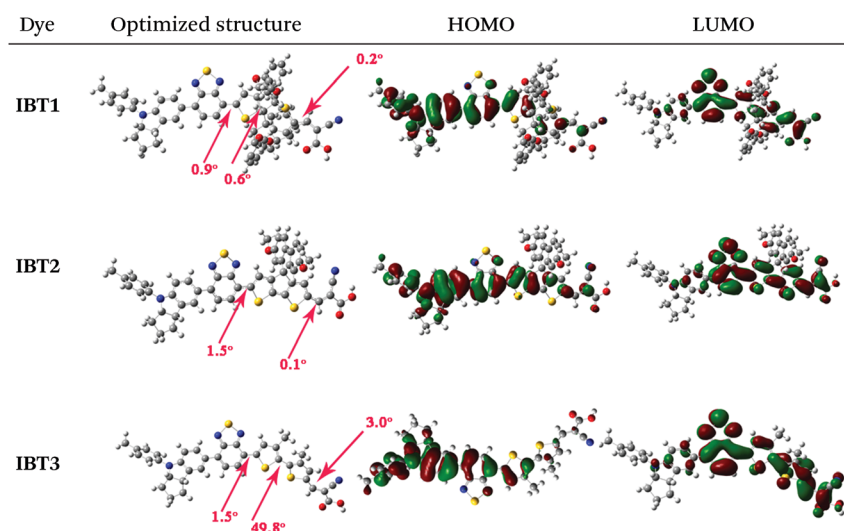 Dye Optimized structure HOMO LUMO
IBT1
0.2°
0.9°
0.6°
IBT2
1.5°
0.1°
IBT3
3.0°
1.5°
49.8°